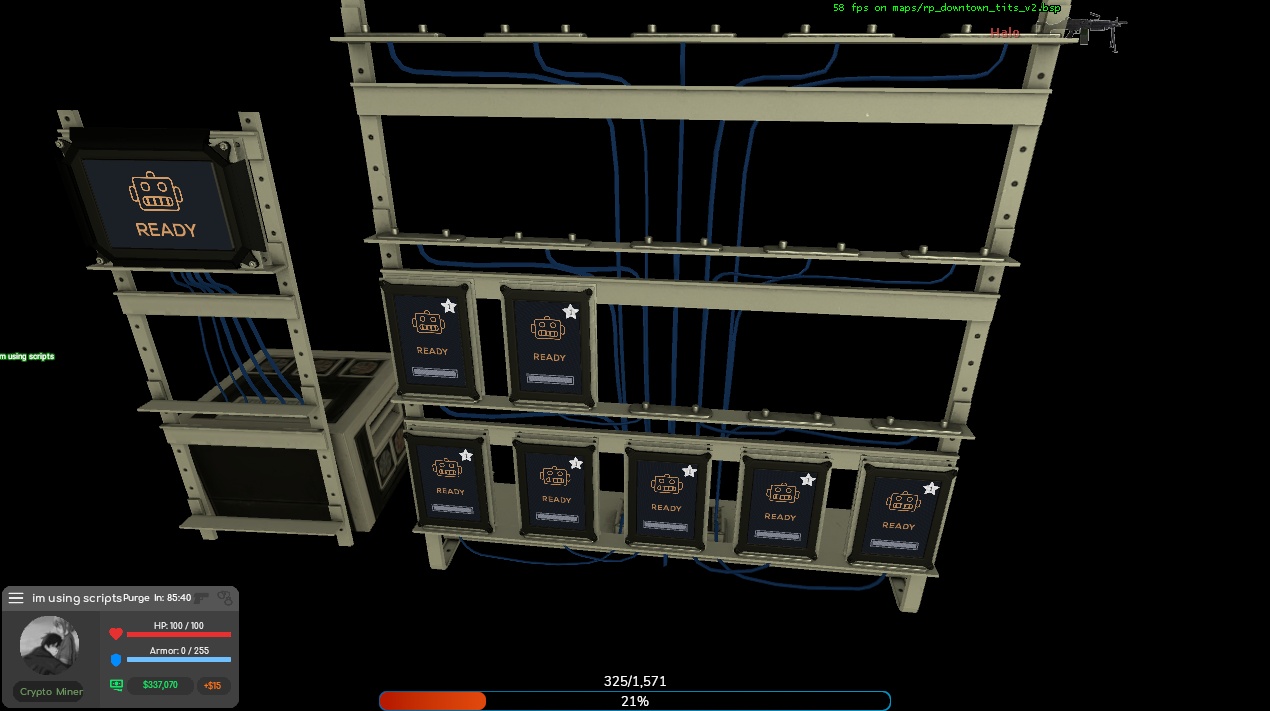 58 fps on maps/rp_downtown_tits_v2.bsp
Halo
READY
READY
READY
m using scripts
READY
READY
READY
READY
READY
im using scripts
Purge In: 85:40
HP: 100 / 100
Armor: 0 / 255
$337,070
+$15
Crypto Miner
325/1,571
21%